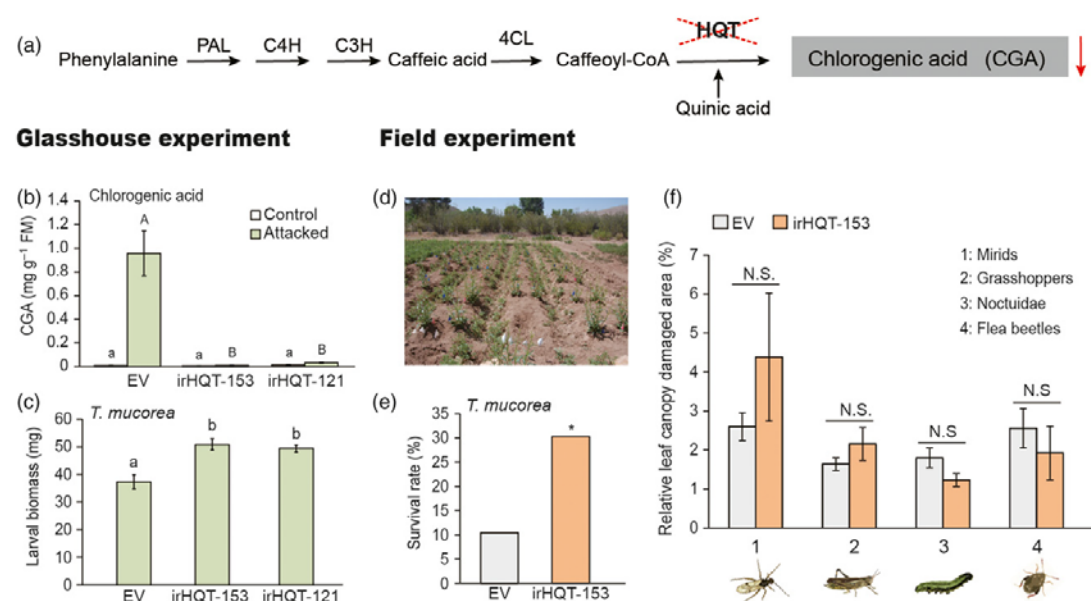 (a)
Phenylalanine PAL C4H C3H Caffeic acid 4CL Caffeoyl-CoA HQT Chlorogenic acid (CGA)
Quinic acid
Glasshouse experiment
Field experiment
(b)
Chlorogenic acid
Control
Attacked
CGA (mg g⁻¹ FM)
1.4
1.2
1.0
0.8
0.6
0.4
0.2
0
a A a B a B
EV irHQT-153 irHQT-121
(c)
T. mucorea
Larval biomass (mg)
60
50
40
30
20
10
0
a b b
EV irHQT-153 irHQT-121
(d)
(e)
T. mucorea
Survival rate (%)
35
30
25
20
15
10
5
0
*
EV irHQT-153
(f)
EV irHQT-153
Relative leaf canopy damaged area (%)
7
6
5
4
3
2
1
0
1: Mirids
2: Grasshoppers
3: Noctuidae
4: Flea beetles
N.S. N.S. N.S N.S
1 2 3 4